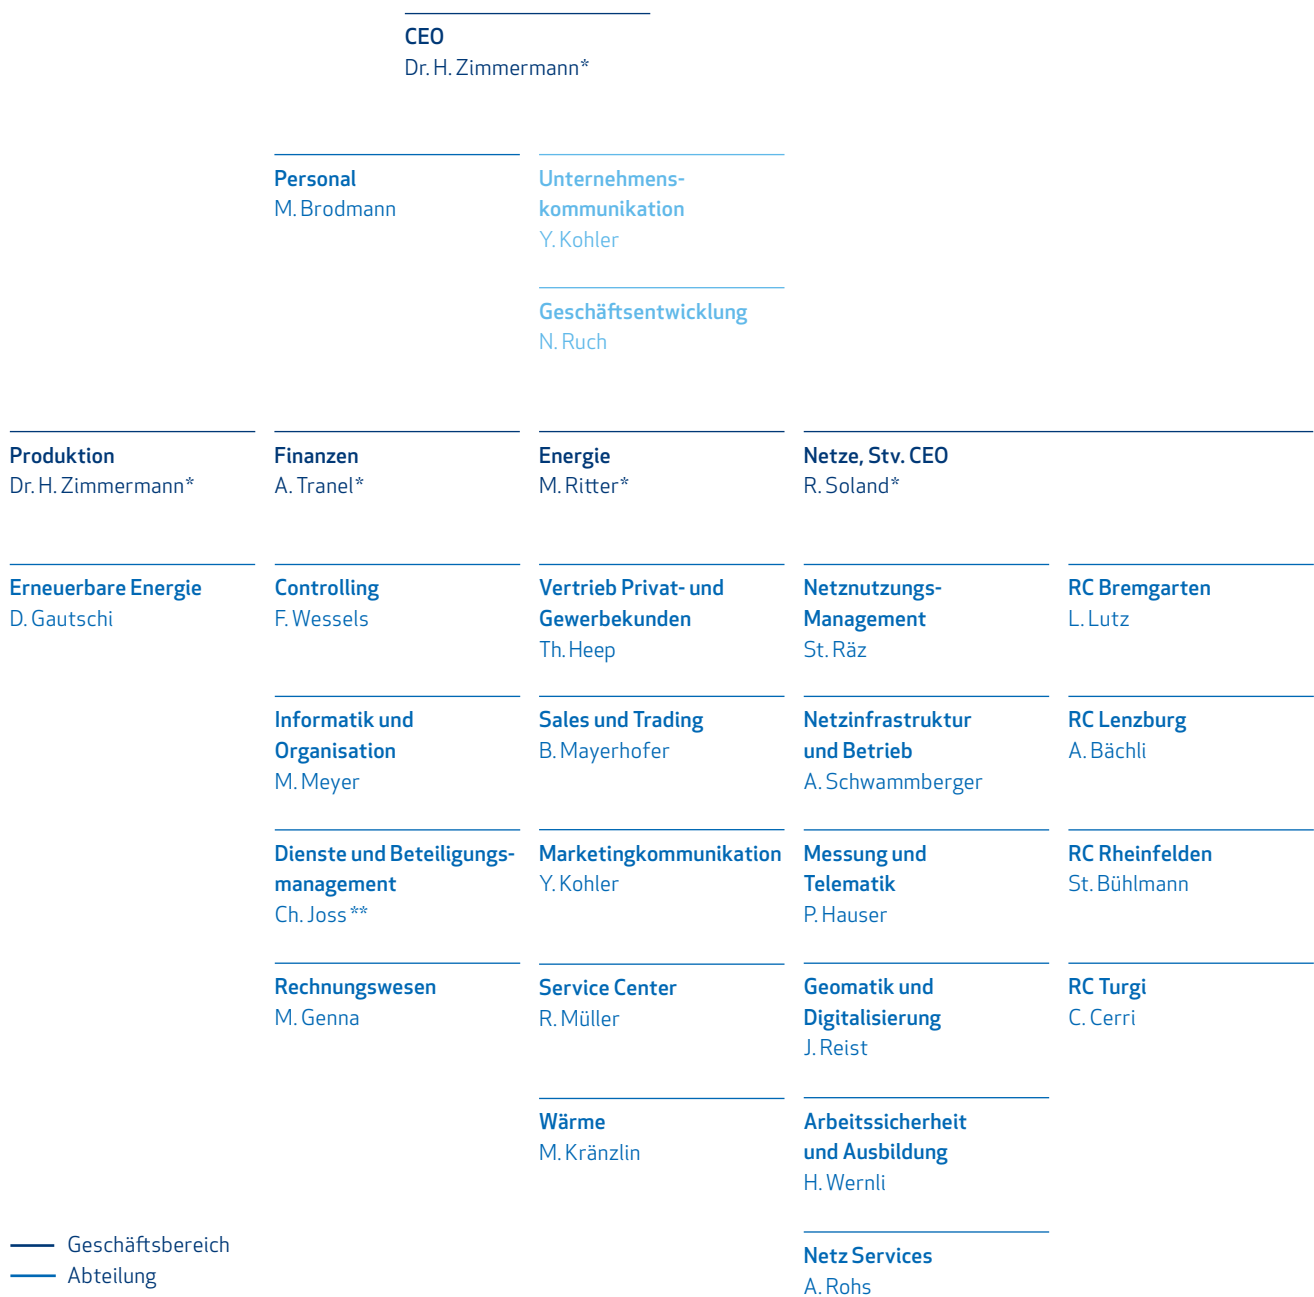 CEO
Dr. H. Zimmermann*
Personal
M. Brodmann
Unternehmens-
kommunikation
Y. Kohler
Geschäftsentwicklung
N. Ruch
Produktion
Dr. H. Zimmermann*
Finanzen
A. Tranel*
Energie
M. Ritter*
Netze, Stv. CEO
R. Soland*
Erneuerbare Energie
D. Gautschi
Controlling
F. Wessels
Informatik und
Organisation
M. Meyer
Dienste und Beteiligungs-
management
Ch. Joss**
Rechnungswesen
M. Genna
Vertrieb Privat- und
Gewerbekunden
Th. Heep
Sales und Trading
B. Mayerhofer
Marketingkommunikation
Y. Kohler
Service Center
R. Müller
Wärme
M. Kränzlin
Netznutzungs-
Management
St. Räz
Netzinfrastruktur
und Betrieb
A. Schwammberger
Messung und
Telematik
P. Hauser
Geomatik und
Digitalisierung
J. Reist
Arbeitssicherheit
und Ausbildung
H. Wernli
Netz Services
A. Rohs
RC Bremgarten
L. Lutz
RC Lenzburg
A. Bächli
RC Rheinfelden
St. Bühlmann
RC Turgi
C. Cerri
Geschäftsbereich
Abteilung